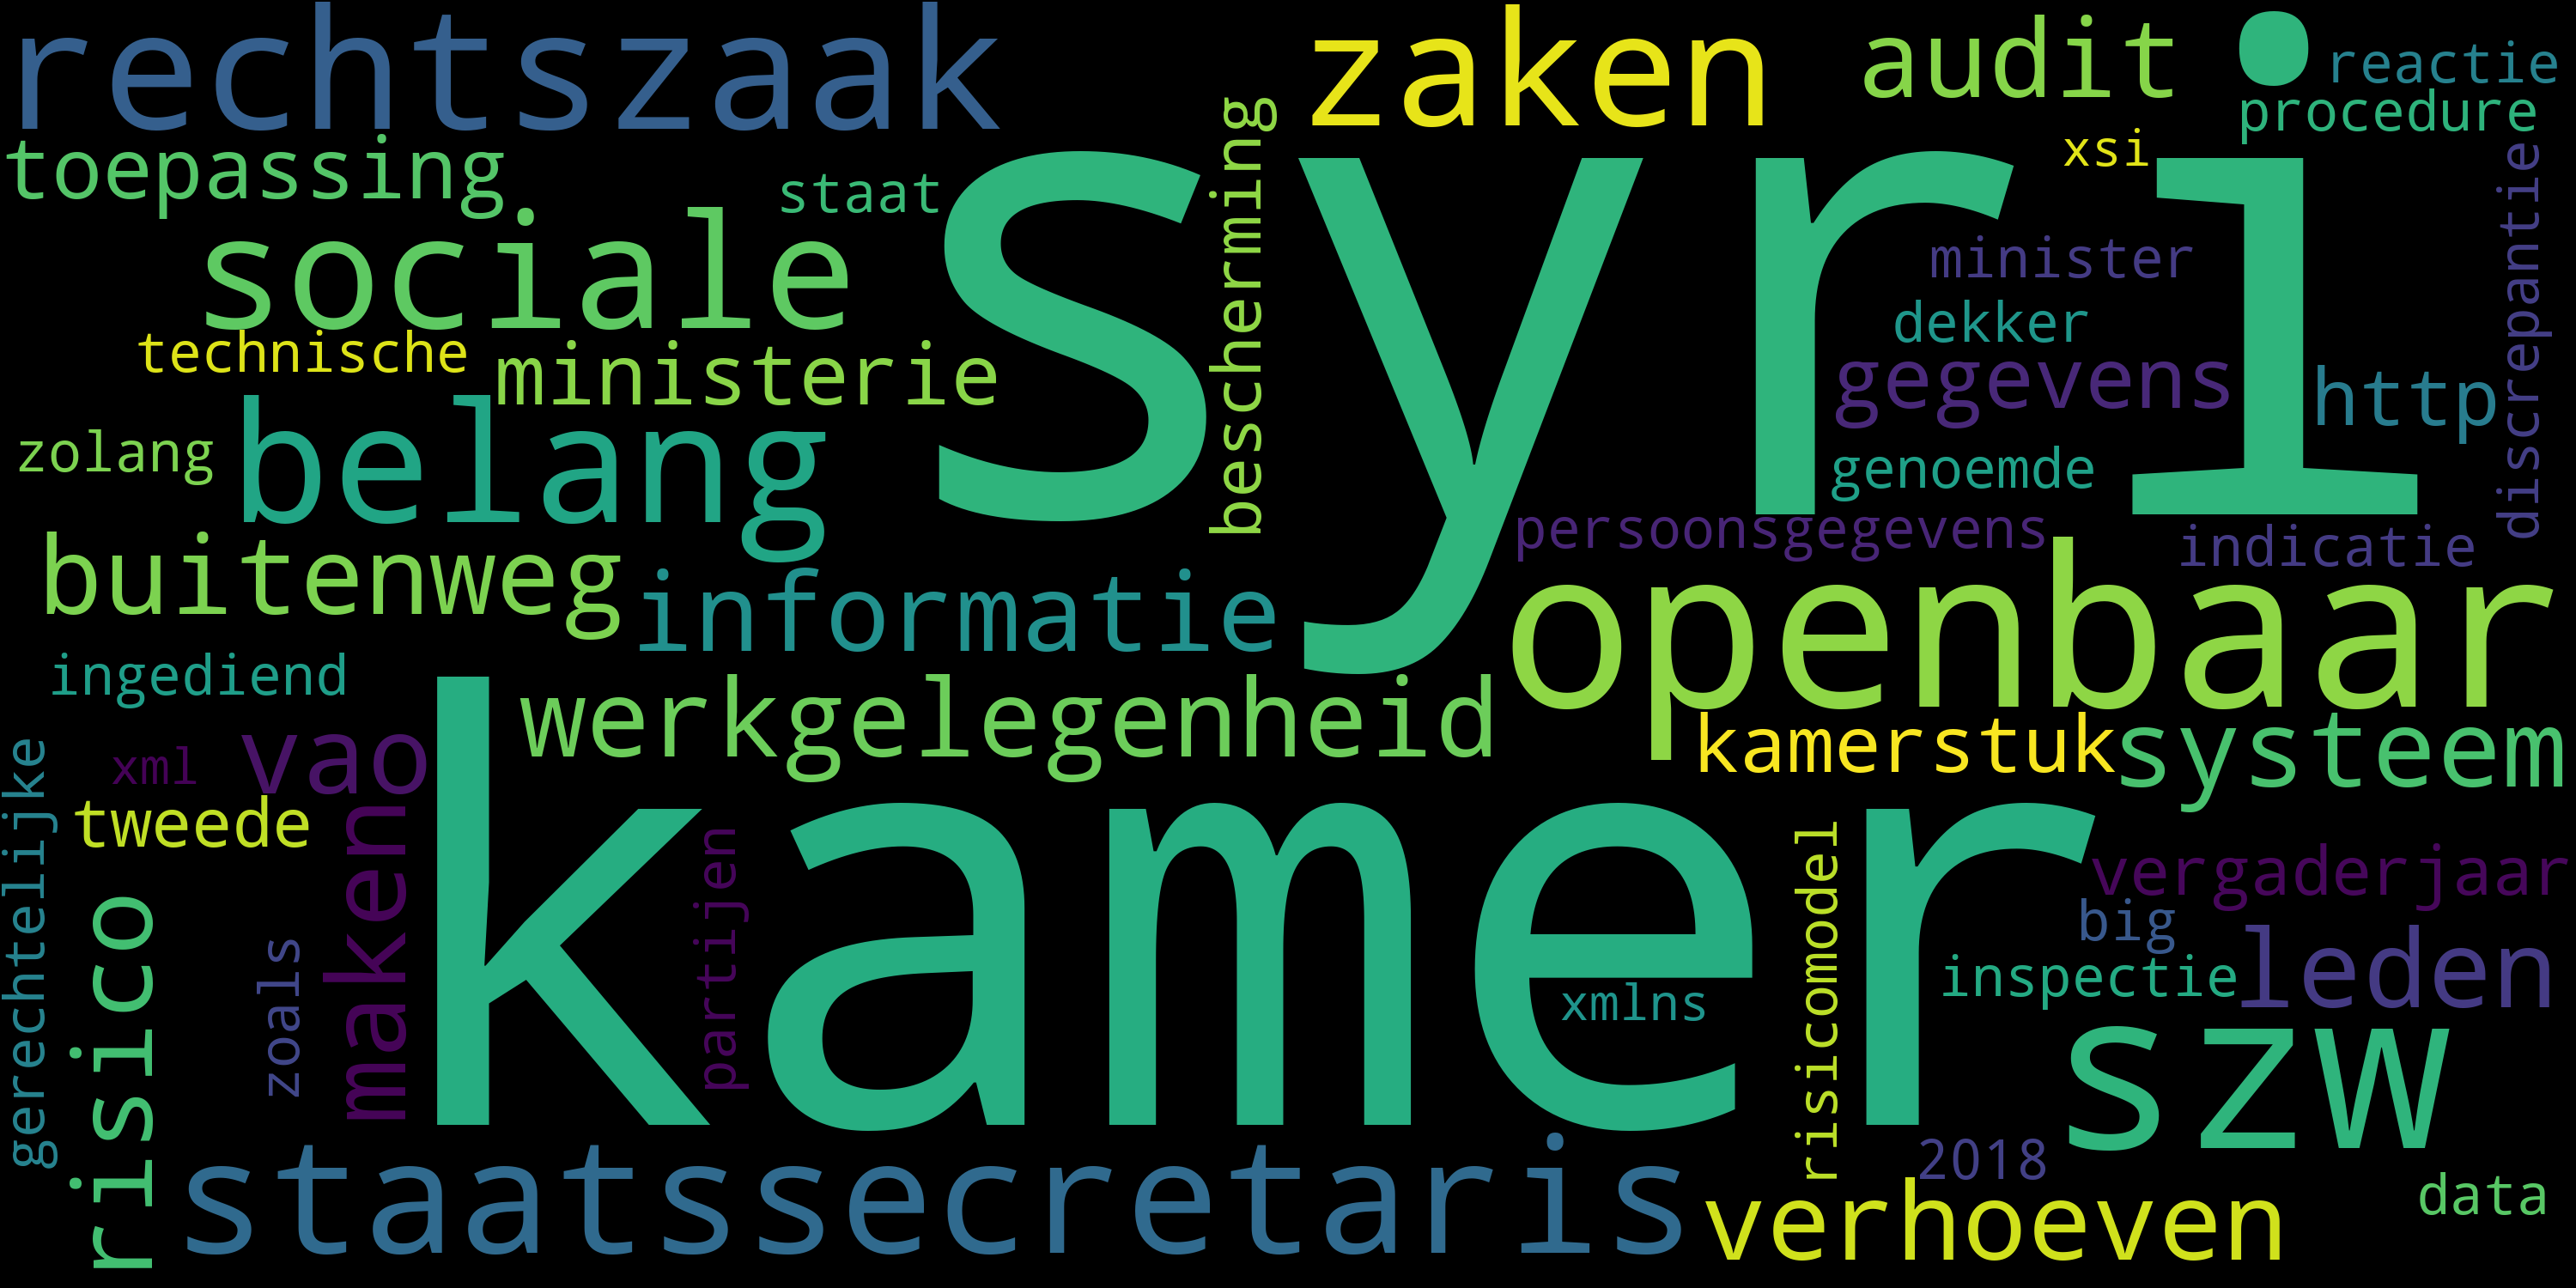 rechtszaak
zaken
audit
reactie
procedure
toepassing
staat
bescherming
syri
xsi
discrepantie
sociale
minister
technische
ministerie
dekker
gegevens
http
zolang
belang
genoemde
persoonsgegevens
indicatie
buitenweg
informatie
openbaar
ingediend
werkgelegenheid
kamerstuk
systeem
gerechtelijke
xml
vao
tweede
maken
kamer
partijen
risicomodel
vergaderjaar
big
risico
zoals
xmlns
inspectie
leden
szw
staatssecretaris
2018
verhoeven
data